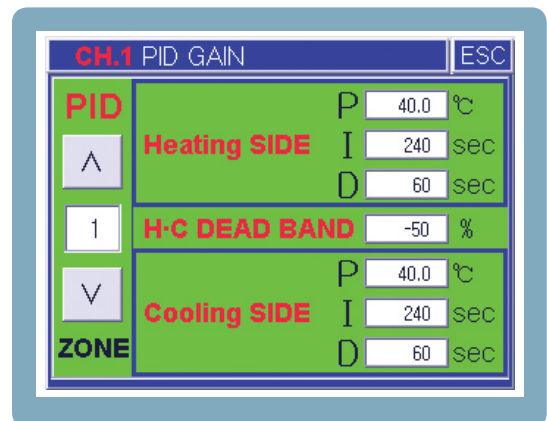 CH.1 PID GAIN ESC
PID
∧
1
∨
ZONE
Heating SIDE
P 40.0 ℃
I 240 sec
D 60 sec
H·C DEAD BAND -50 %
Cooling SIDE
P 40.0 ℃
I 240 sec
D 60 sec